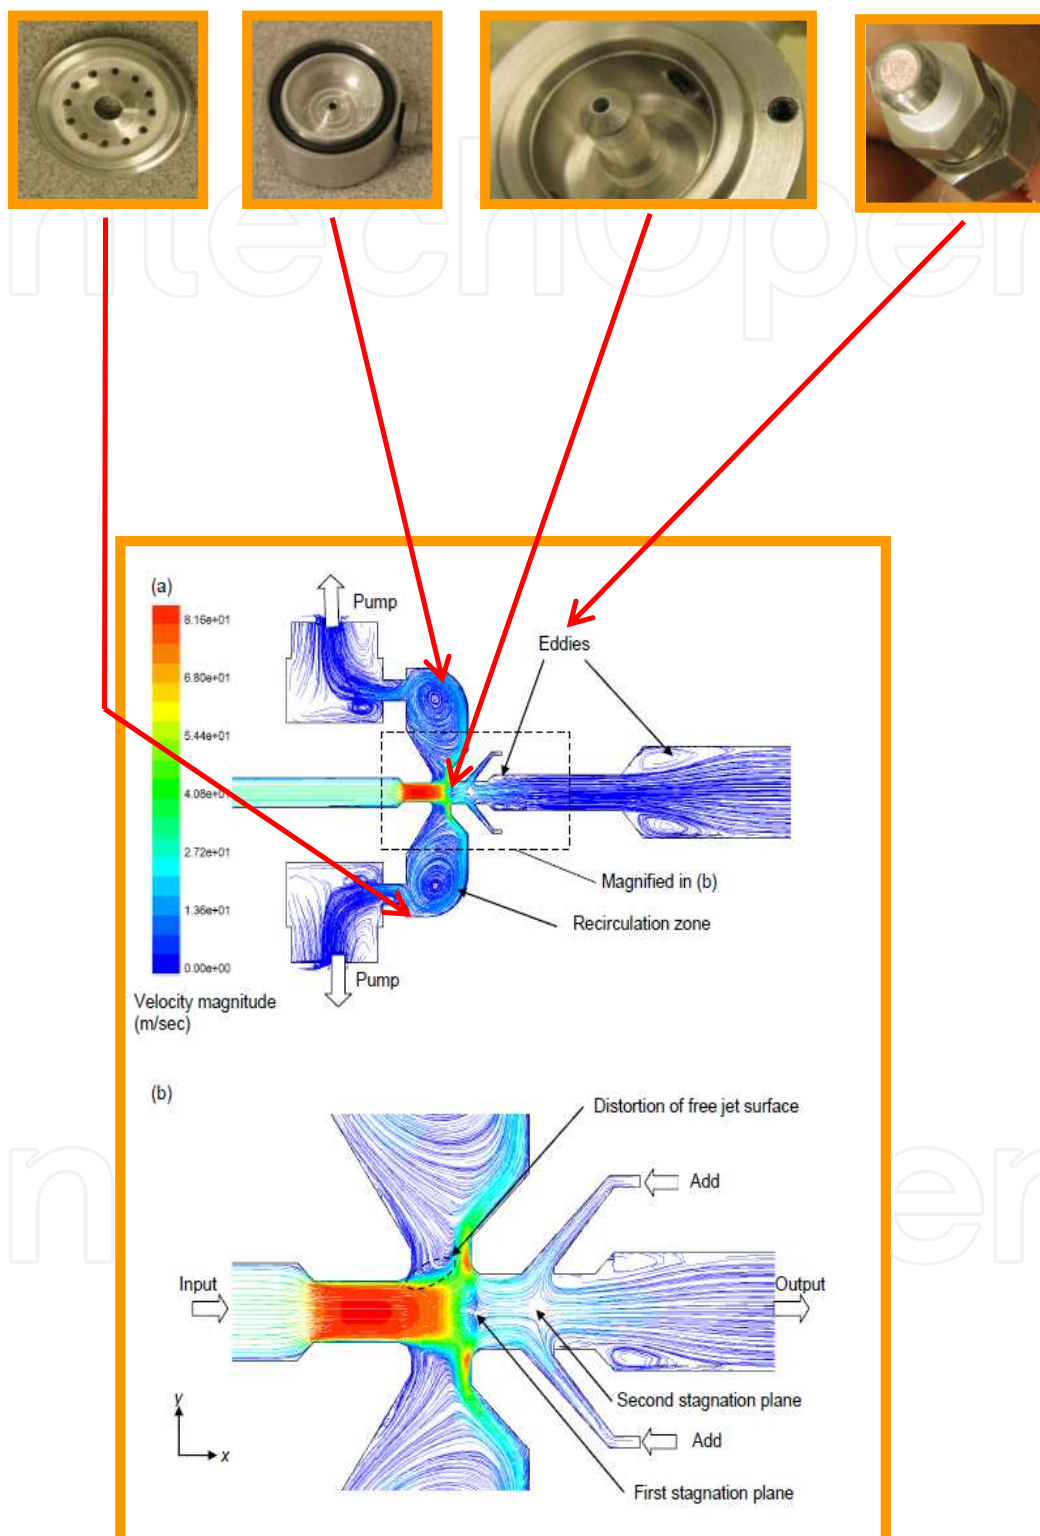 ntechOpen
(a)
Pump
8.16e+01
6.80e+01
5.44e+01
4.08e+01
2.72e+01
1.36e+01
0.00e+00
Eddies
Magnified in (b)
Recirculation zone
Pump
Velocity magnitude
(m/sec)
(b)
Distortion of free jet surface
Add
Input
Output
Second stagnation plane
y
x
Add
First stagnation plane